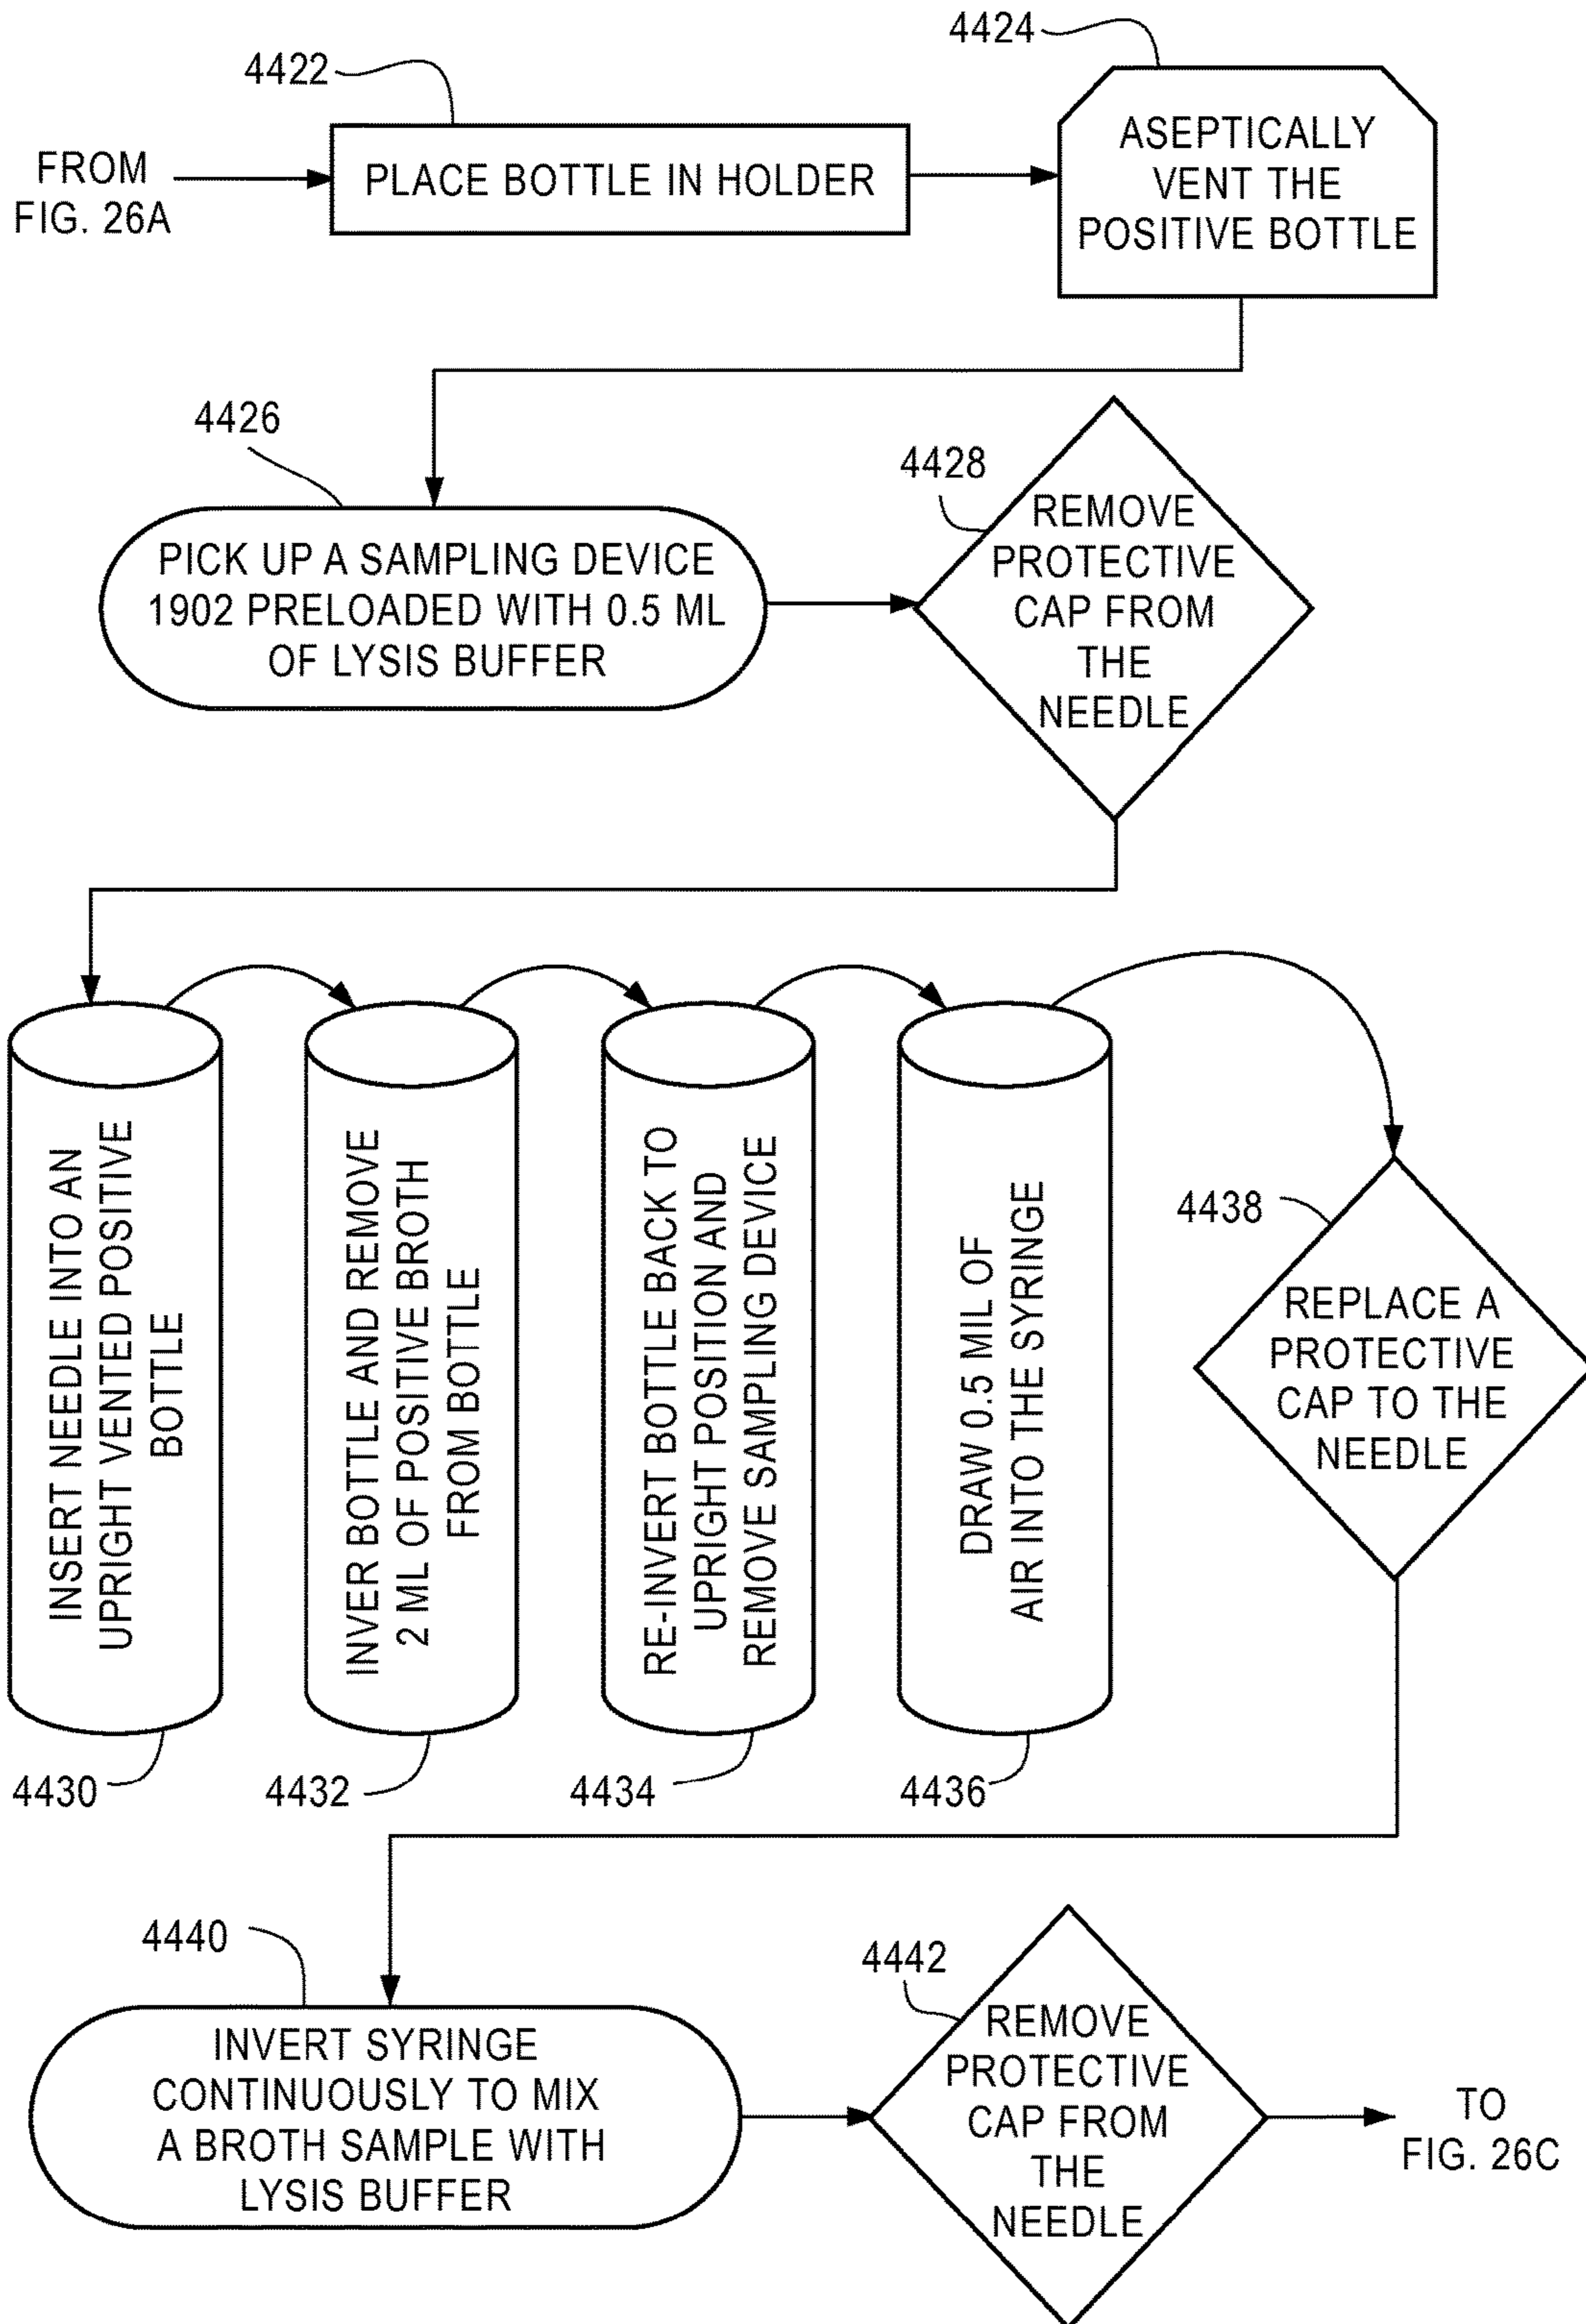 4422
4424
FROM
FIG. 26A
PLACE BOTTLE IN HOLDER
ASEPTICALLY
VENT THE
POSITIVE BOTTLE
4426
PICK UP A SAMPLING DEVICE
1902 PRELOADED WITH 0.5 ML
OF LYSIS BUFFER
4428
REMOVE
PROTECTIVE
CAP FROM
THE
NEEDLE
INSERT NEEDLE INTO AN
UPRIGHT VENTED POSITIVE
BOTTLE
4430
INVER BOTTLE AND REMOVE
2 ML OF POSITIVE BROTH
FROM BOTTLE
4432
RE-INVERT BOTTLE BACK TO
UPRIGHT POSITION AND
REMOVE SAMPLING DEVICE
4434
DRAW 0.5 MIL OF
AIR INTO THE SYRINGE
4436
4438
REPLACE A
PROTECTIVE
CAP TO THE
NEEDLE
4440
INVERT SYRINGE
CONTINUOUSLY TO MIX
A BROTH SAMPLE WITH
LYSIS BUFFER
4442
REMOVE
PROTECTIVE
CAP FROM
THE
NEEDLE
TO
FIG. 26C